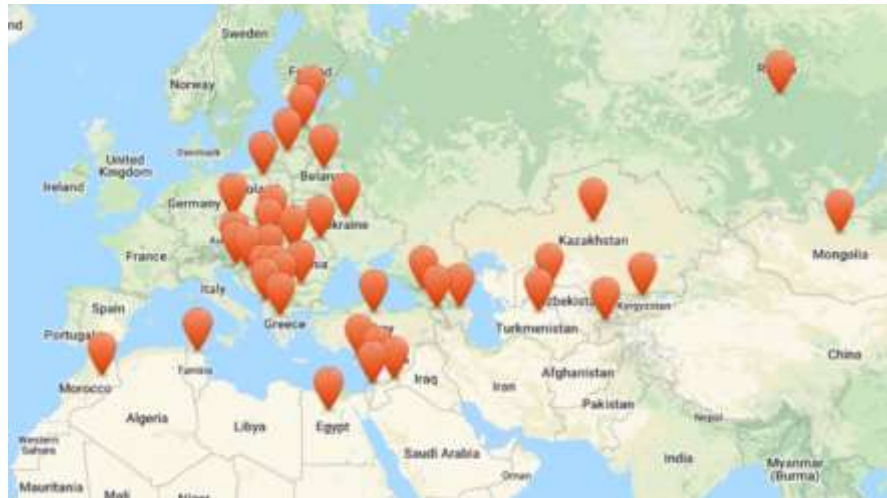 Sweden
Norway
Denmark
United
Kingdom
Ireland
Germany
Belarus
Ukraine
France
Kazakhstan
Mongolia
Italy
Spain
Portugal
Greece
Kyrgyzstan
Turkmenistan
Tunisia
Morocco
China
Iraq
Iran
Afghanistan
Pakistan
Algeria
Libya
Egypt
Nepal
Western
Sahara
Saudi Arabia
India
Myanmar
(Burma)
Oman
Mauritania
Mali
Niger